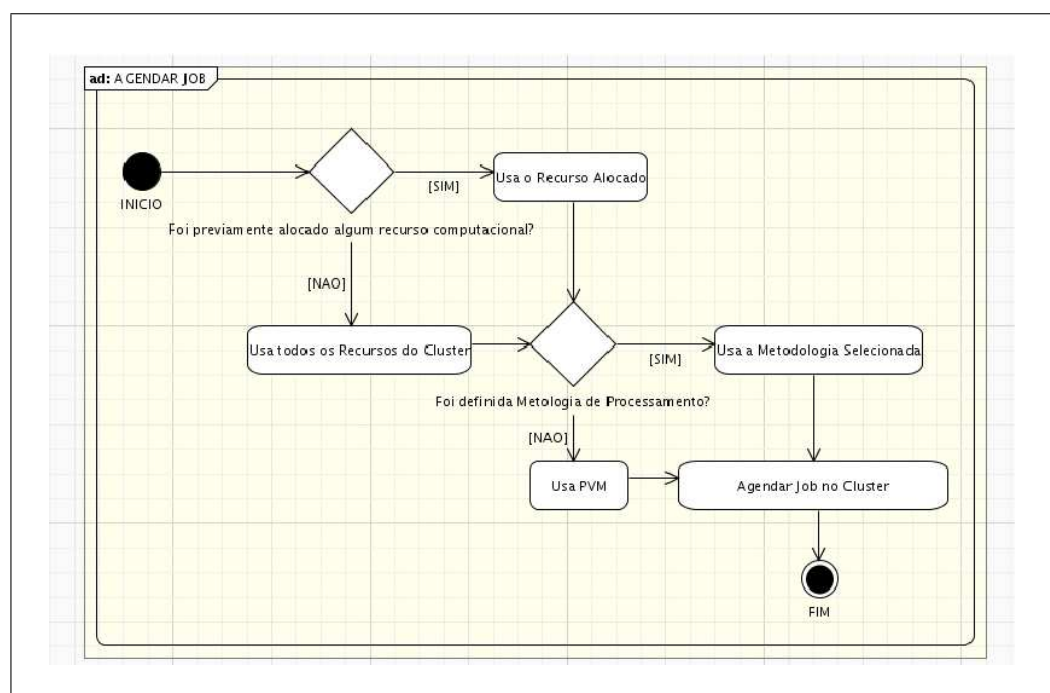 ad: AGENDAR JOB
INICIO
[SIM]
Usa o Recurso Alocado
Foi previamente alocado algum recurso computacional?
[NAO]
Usa todos os Recursos do Cluster
[SIM]
Usa a Metodologia Selecionada
Foi definida Metologia de Processamento?
[NAO]
Usa PVM
Agendar Job no Cluster
FIM